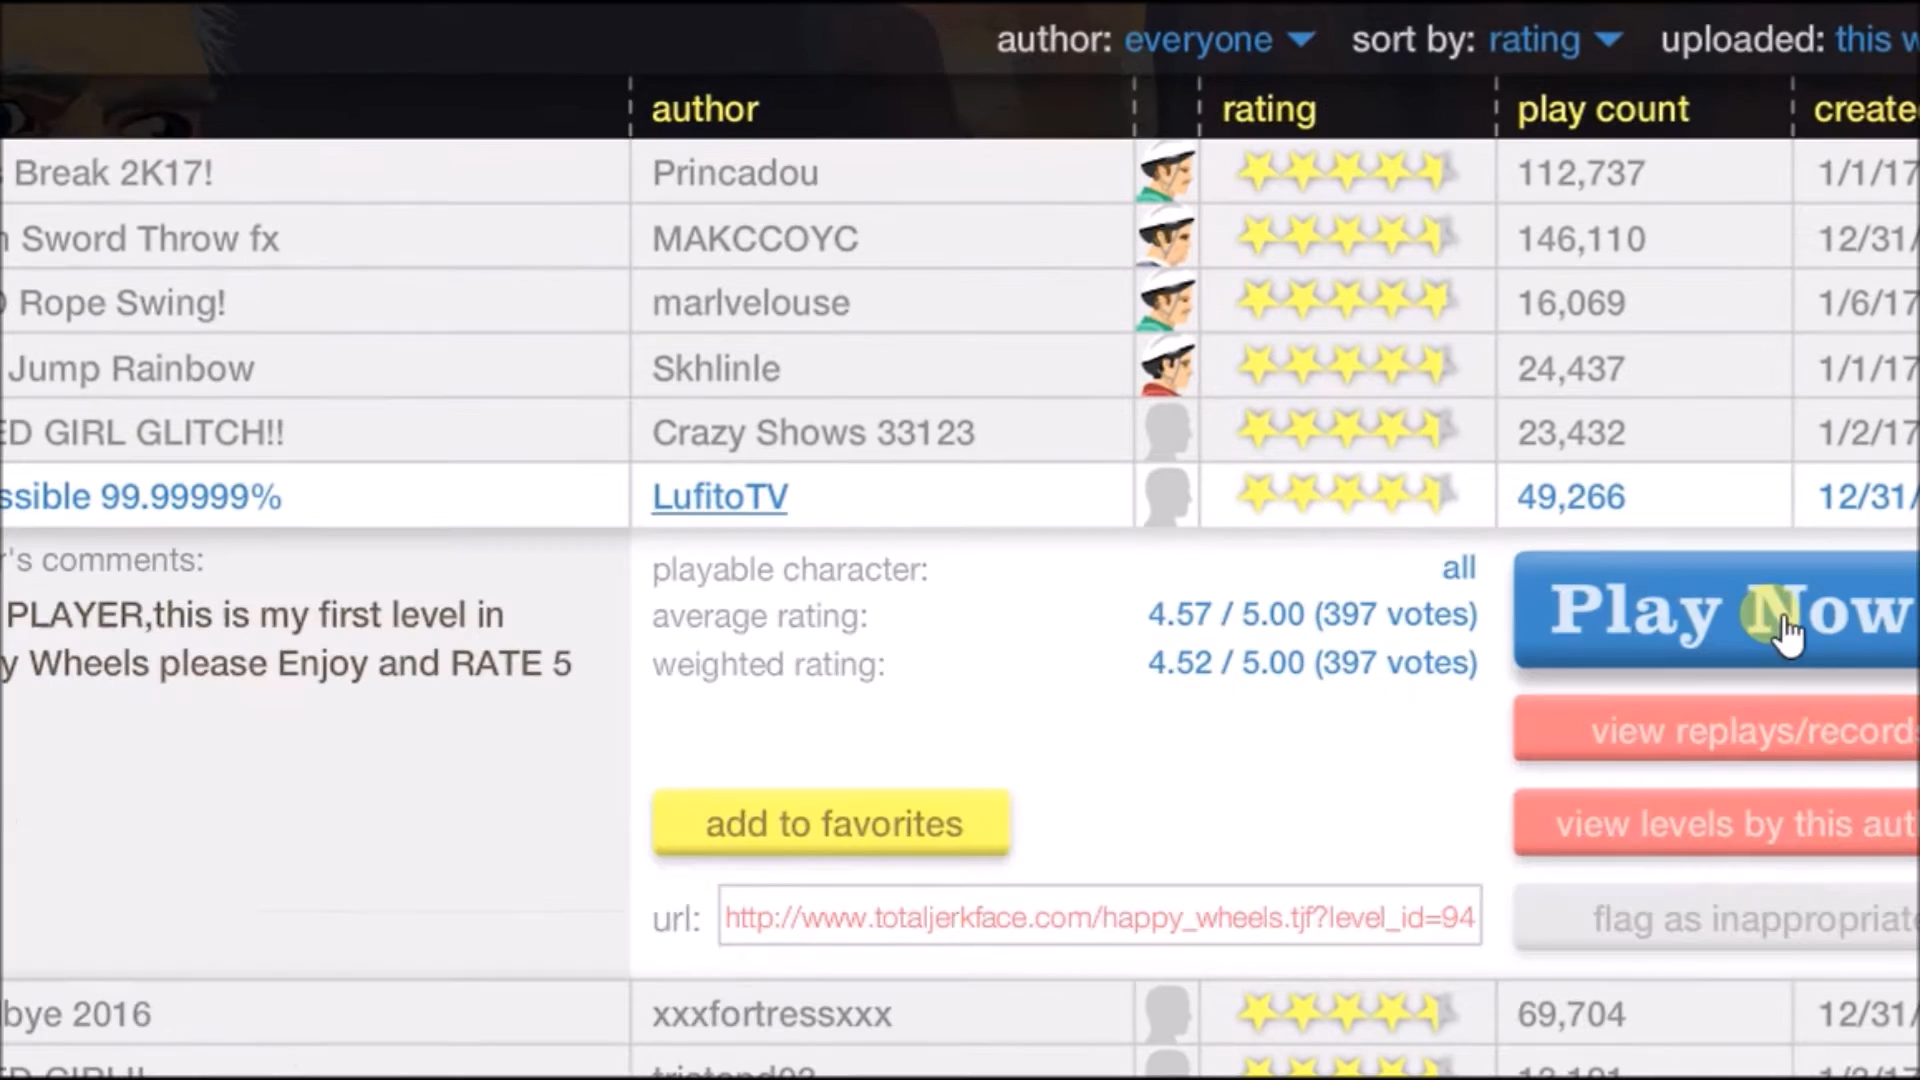 author: everyone sort by: rating uploaded: this
author rating play count create
Break 2K17! Princadou 112,737 1/1/17
Sword Throw fx MAKCCOYC 146,110 12/31/
Rope Swing! marlvelouse 16,069 1/6/17
Jump Rainbow Skhlinle 24,437 1/1/17
ED GIRL GLITCH!! Crazy Shows 33123 23,432 1/2/17
ssible 99.99999% LufitoTV 49,266 12/31/
r's comments:
PLAYER,this is my first level in
y Wheels please Enjoy and RATE 5
playable character: all
average rating: 4.57 / 5.00 (397 votes)
weighted rating: 4.52 / 5.00 (397 votes)
Play Now
view replays/record
add to favorites
view levels by this aut
url: http://www.totaljerkface.com/happy_wheels.tjf?level_id=94
flag as inappropriate
bye 2016 xxxfortressxxx 69,704 12/31/